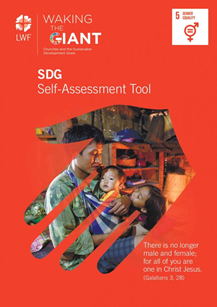 LWF
WAKING
THE
GIANT
Churches and the Sustainable
Development Goals
5 GENDER
EQUALITY
SDG
Self-Assessment Tool
There is no longer
male and female;
for all of you are
one in Christ Jesus.
(Galatians 3, 28)